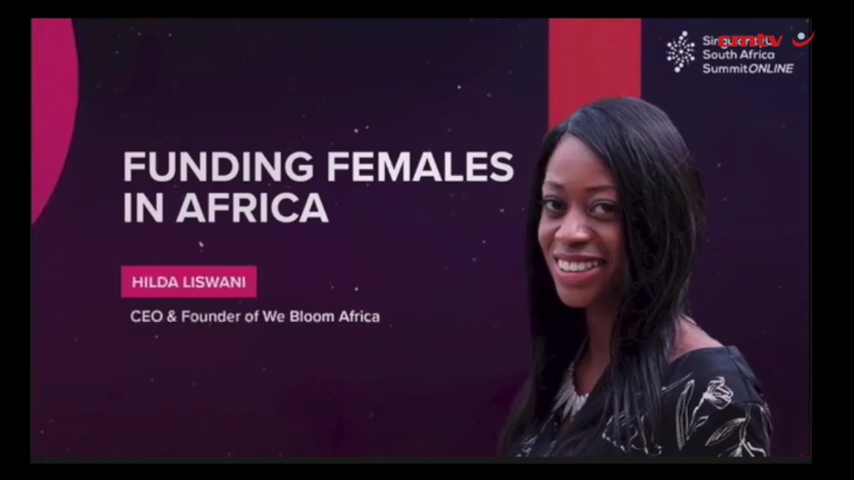 South Africa
SummitONLINE
FUNDING FEMALES
IN AFRICA
HILDA LISWANI
CEO & Founder of We Bloom Africa